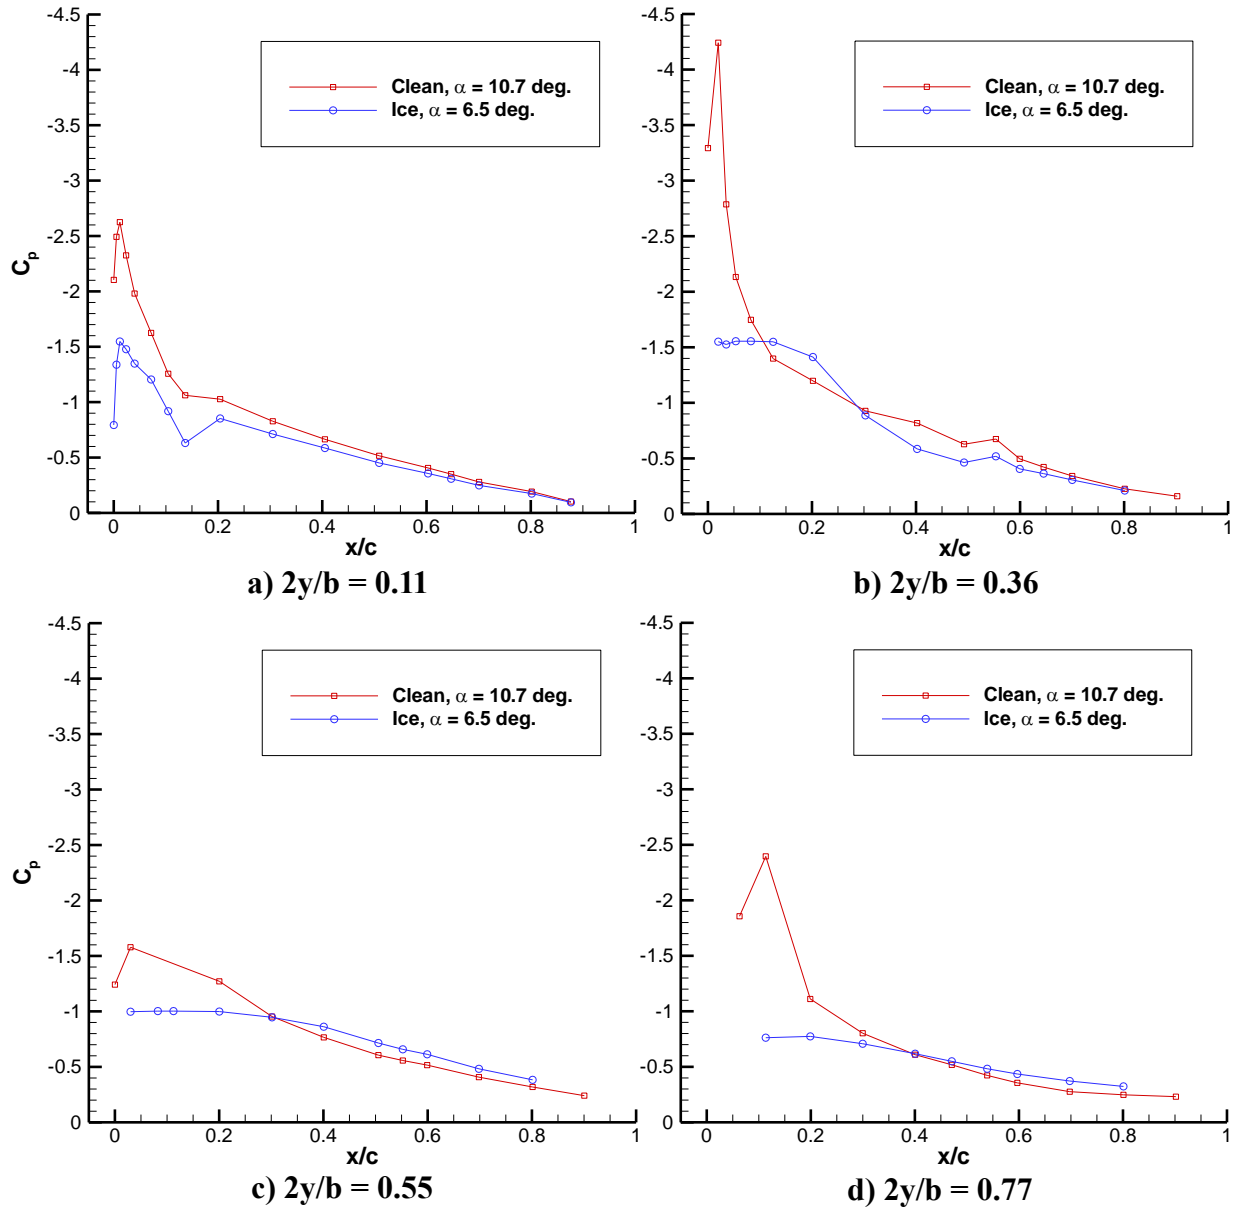 -4.5
-4
-3.5
-3
-2.5
-2
-1.5
-1
-0.5
0
Cp
Clean, α = 10.7 deg.
Ice, α = 6.5 deg.
0 0.2 0.4 0.6 0.8 1
x/c
a) 2y/b = 0.11
-4.5
-4
-3.5
-3
-2.5
-2
-1.5
-1
-0.5
0
Clean, α = 10.7 deg.
Ice, α = 6.5 deg.
0 0.2 0.4 0.6 0.8 1
x/c
b) 2y/b = 0.36
-4.5
-4
-3.5
-3
-2.5
-2
-1.5
-1
-0.5
0
Cp
Clean, α = 10.7 deg.
Ice, α = 6.5 deg.
0 0.2 0.4 0.6 0.8 1
x/c
c) 2y/b = 0.55
-4.5
-4
-3.5
-3
-2.5
-2
-1.5
-1
-0.5
0
Clean, α = 10.7 deg.
Ice, α = 6.5 deg.
0 0.2 0.4 0.6 0.8 1
x/c
d) 2y/b = 0.77